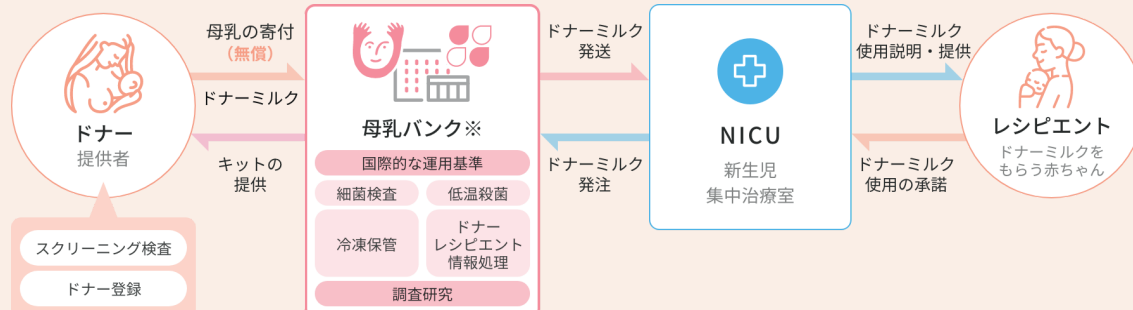 母乳の寄付
(無償)
ドナーミルク
キットの
提供
ドナー
提供者
スクリーニング検査
ドナー登録
母乳バンク※
国際的な運用基準
細菌検査
低温殺菌
冷凍保管
ドナー
レシピエント
情報処理
調査研究
ドナーミルク
発送
ドナーミルク
発注
NICU
新生児
集中治療室
ドナーミルク
使用説明・提供
ドナーミルク
使用の承諾
レシピエント
ドナーミルクを
もらう赤ちゃん